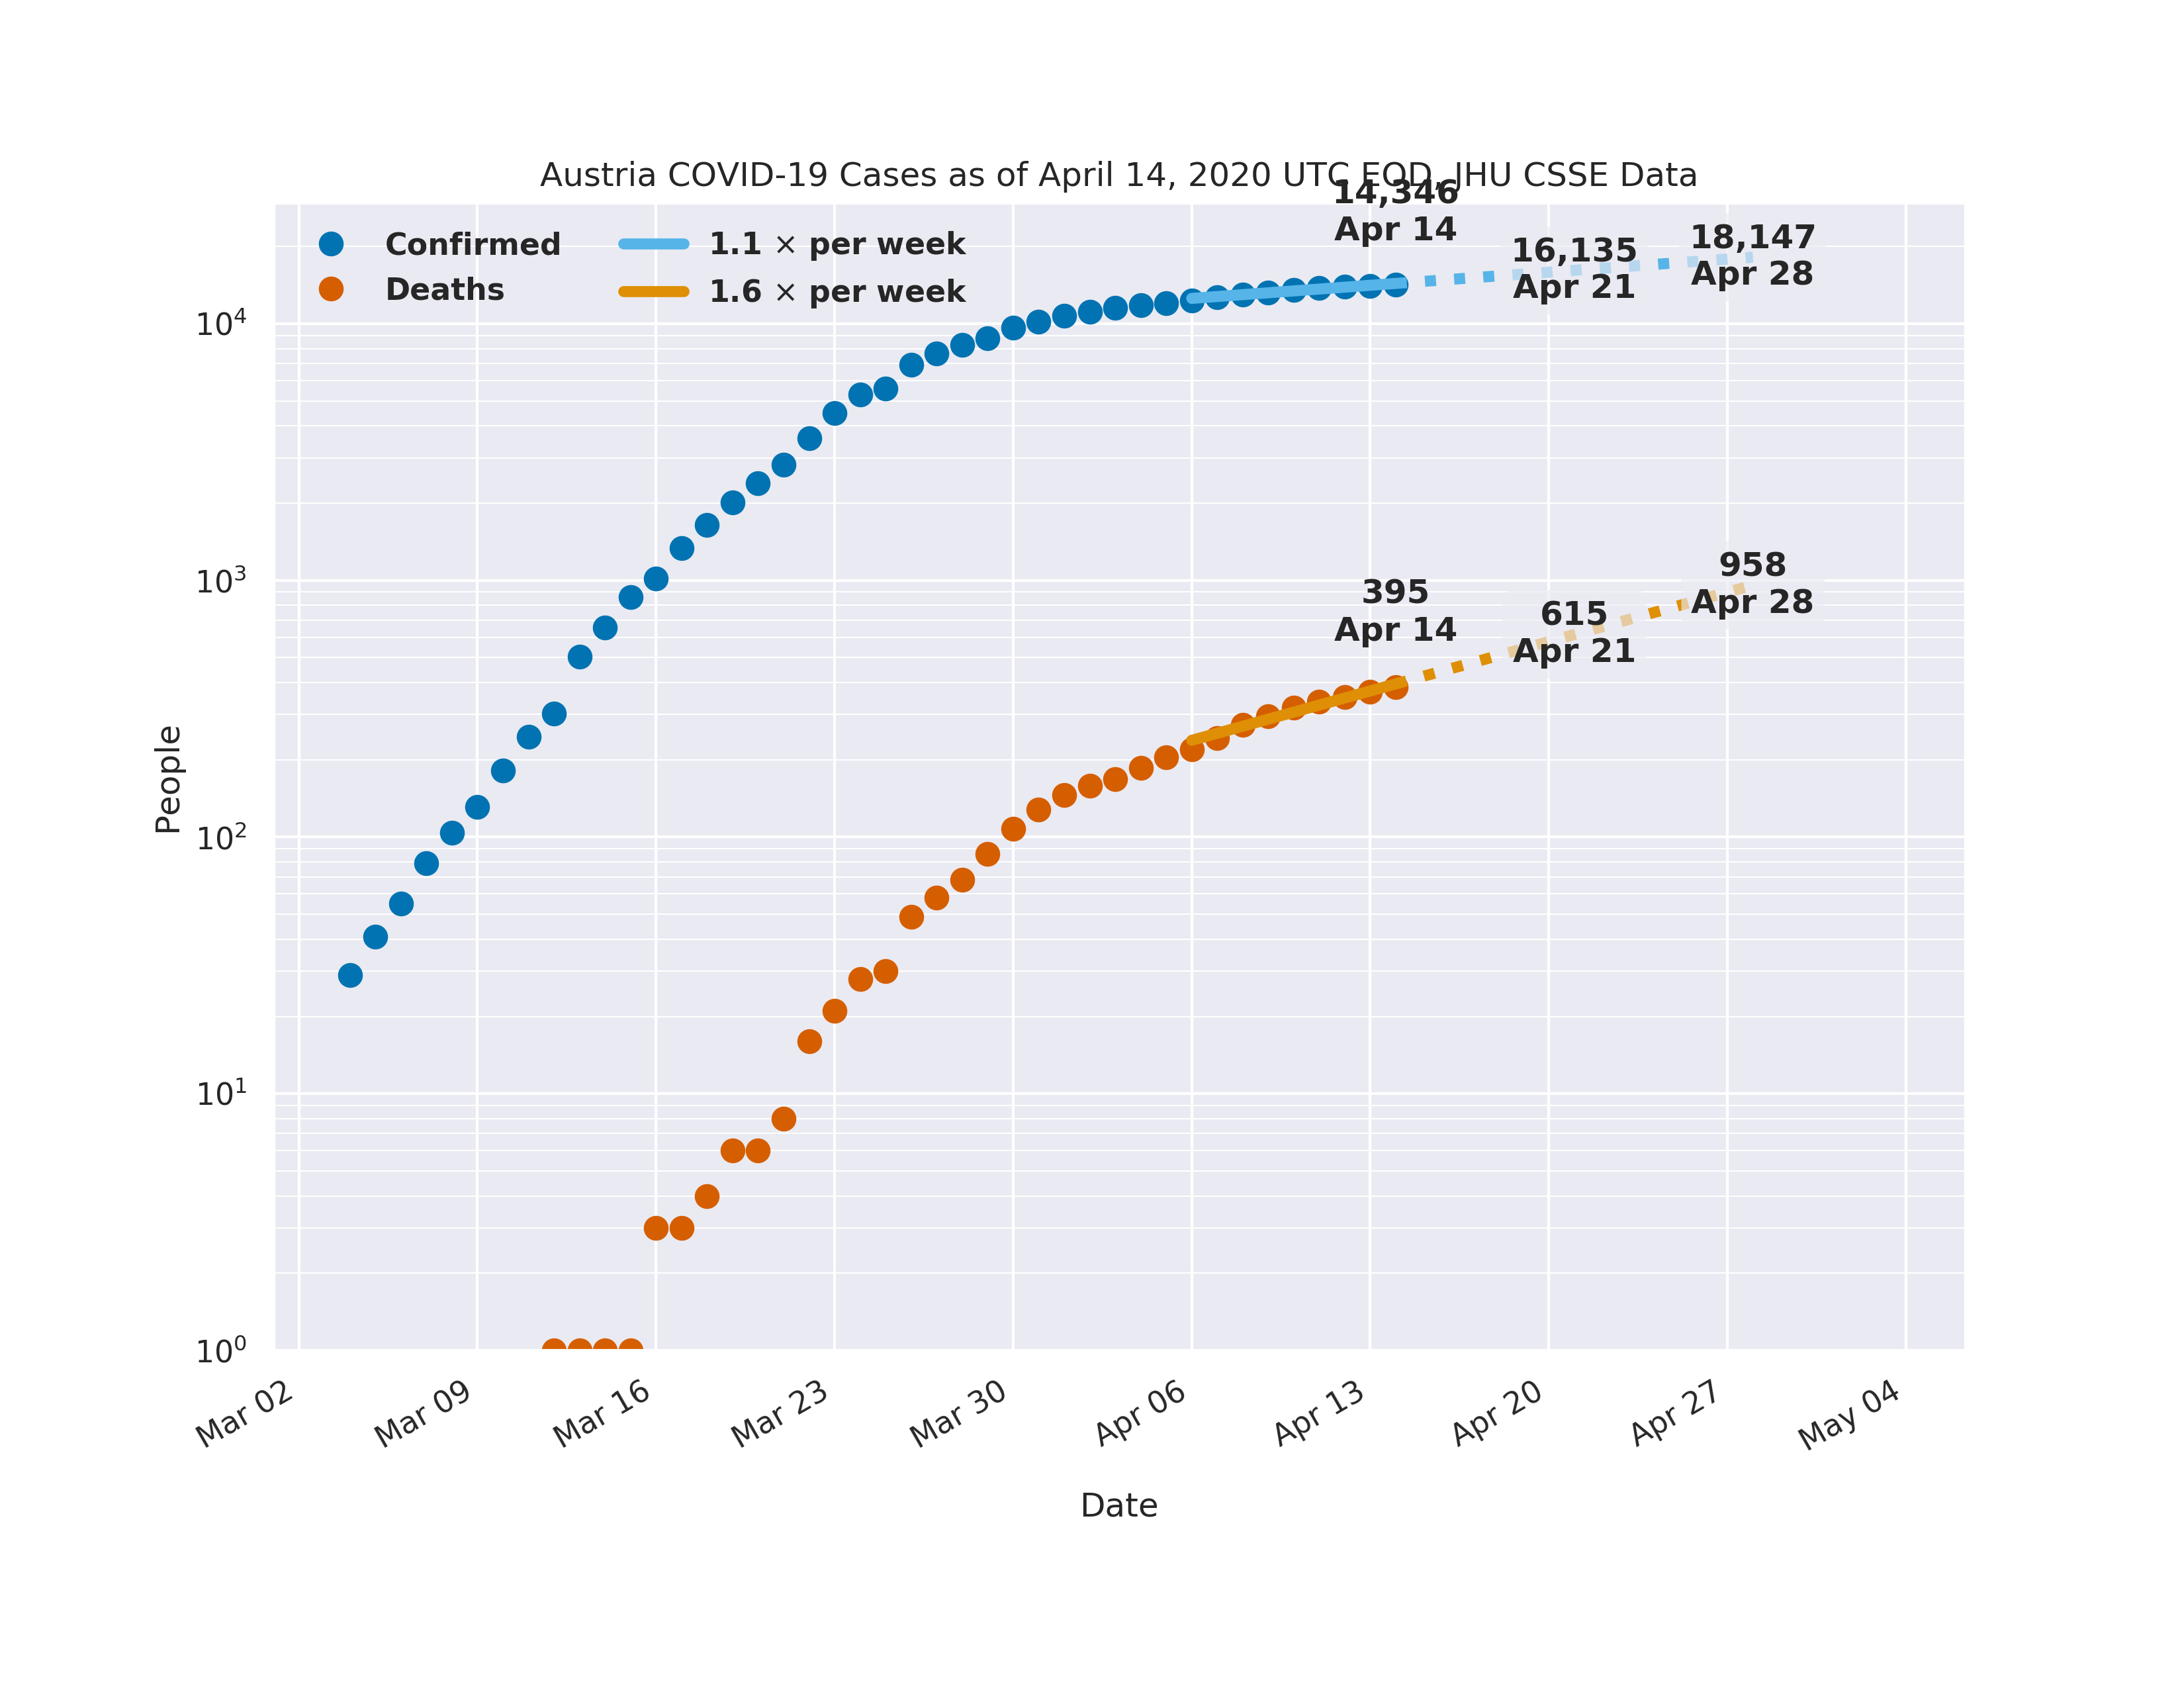 Austria COVID-19 Cases as of April 14, 2020 UTC EOD, JHU CSSE Data
Confirmed
Deaths
1.1 × per week
1.6 × per week
14,346
Apr 14
16,135
Apr 21
18,147
Apr 28
395
Apr 14
615
Apr 21
958
Apr 28
People
10⁴
10³
10²
10¹
10⁰
Mar 02
Mar 09
Mar 16
Mar 23
Mar 30
Apr 06
Apr 13
Apr 20
Apr 27
May 04
Date